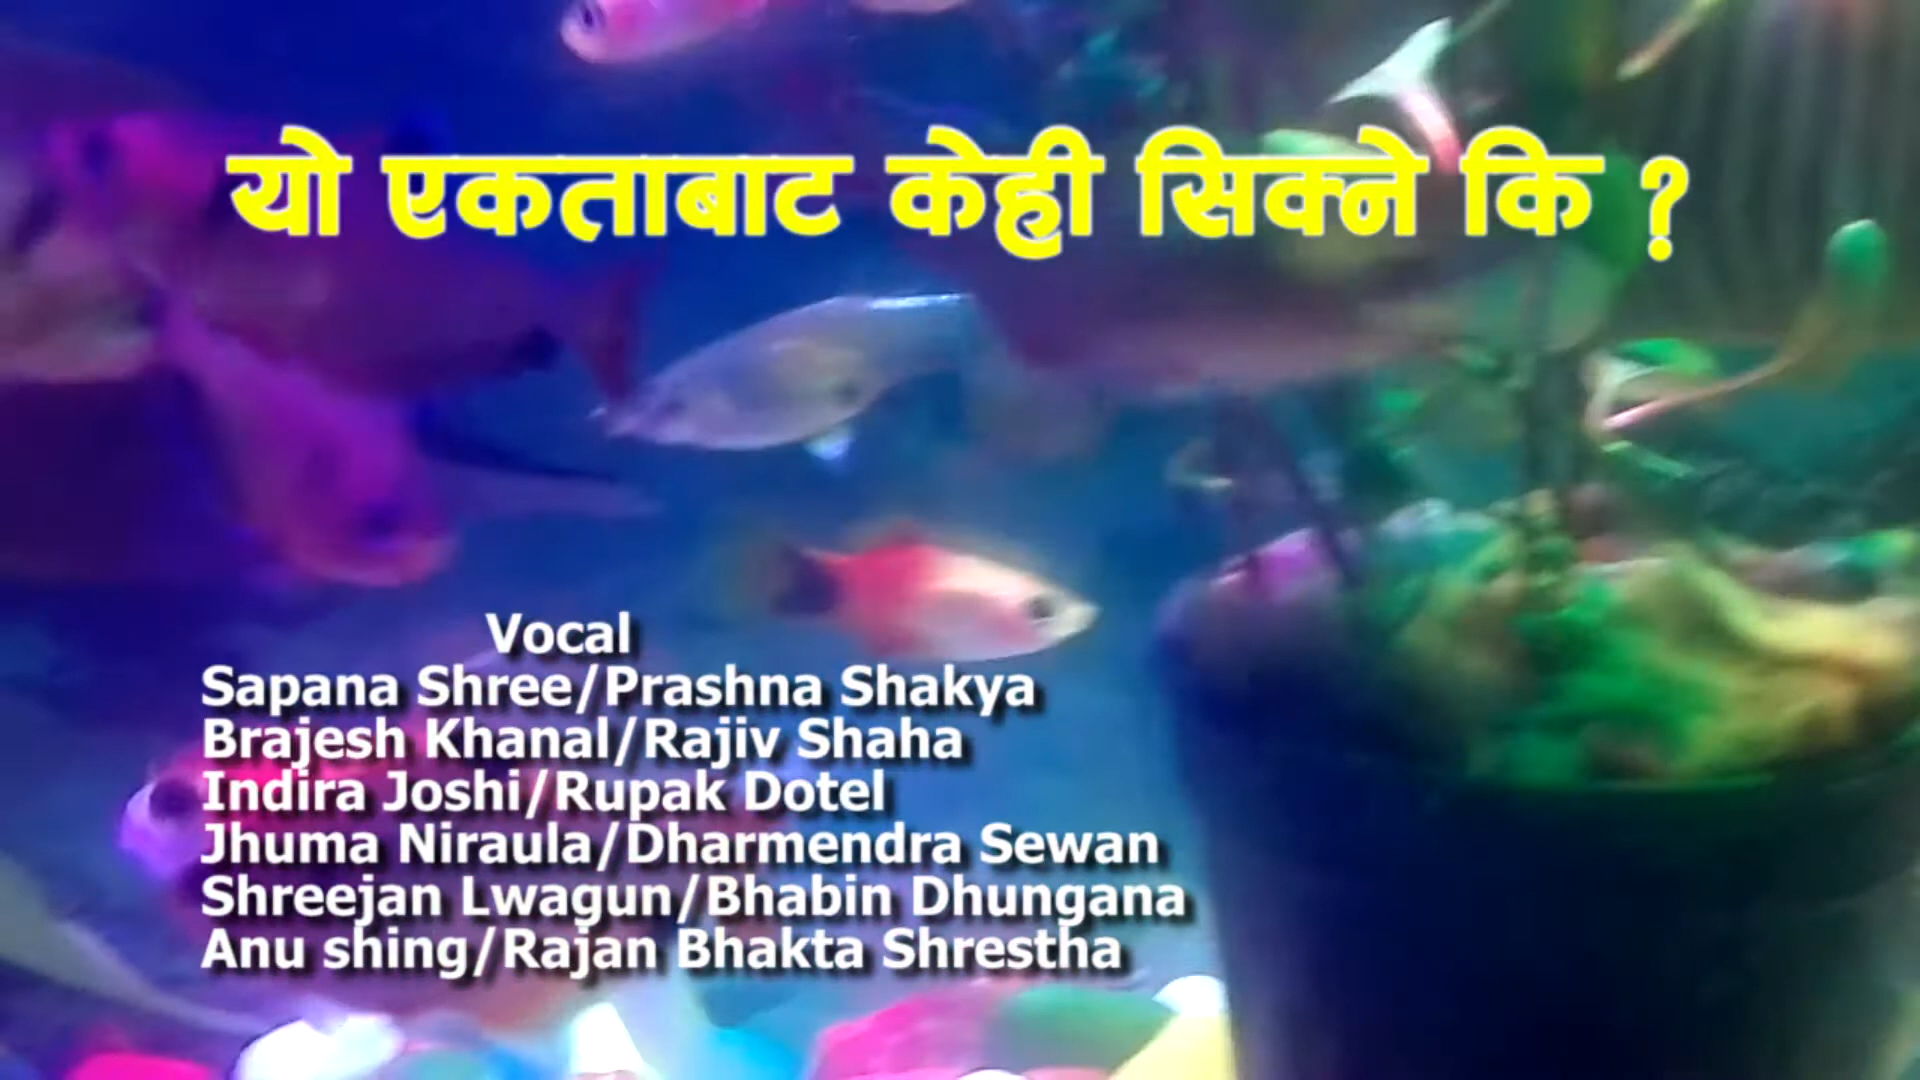 यो एकताबाट केही सिक्ने कि ?
Vocal
Sapana Shree/Prashna Shakya
Brajesh Khanal/Rajiv Shaha
Indira Joshi/Rupak Dotel
Jhuma Niraula/Dharmendra Sewan
Shreejan Lwagun/Bhabin Dhungana
Anu shing/Rajan Bhakta Shrestha